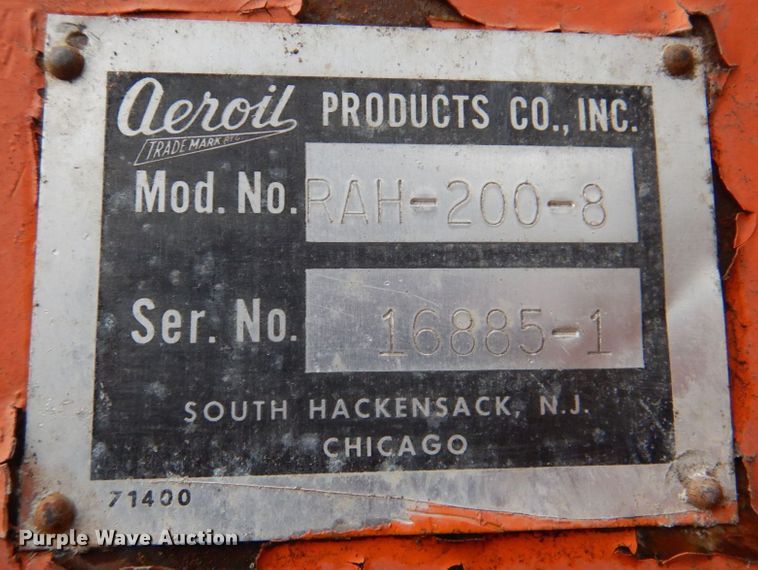 Aeroil PRODUCTS CO., INC.
TRADE MARK REG.
Mod. No. RAH-200-8
Ser. No. 16885-1
SOUTH HACKENSACK, N.J.
CHICAGO
71400
Purple Wave Auction